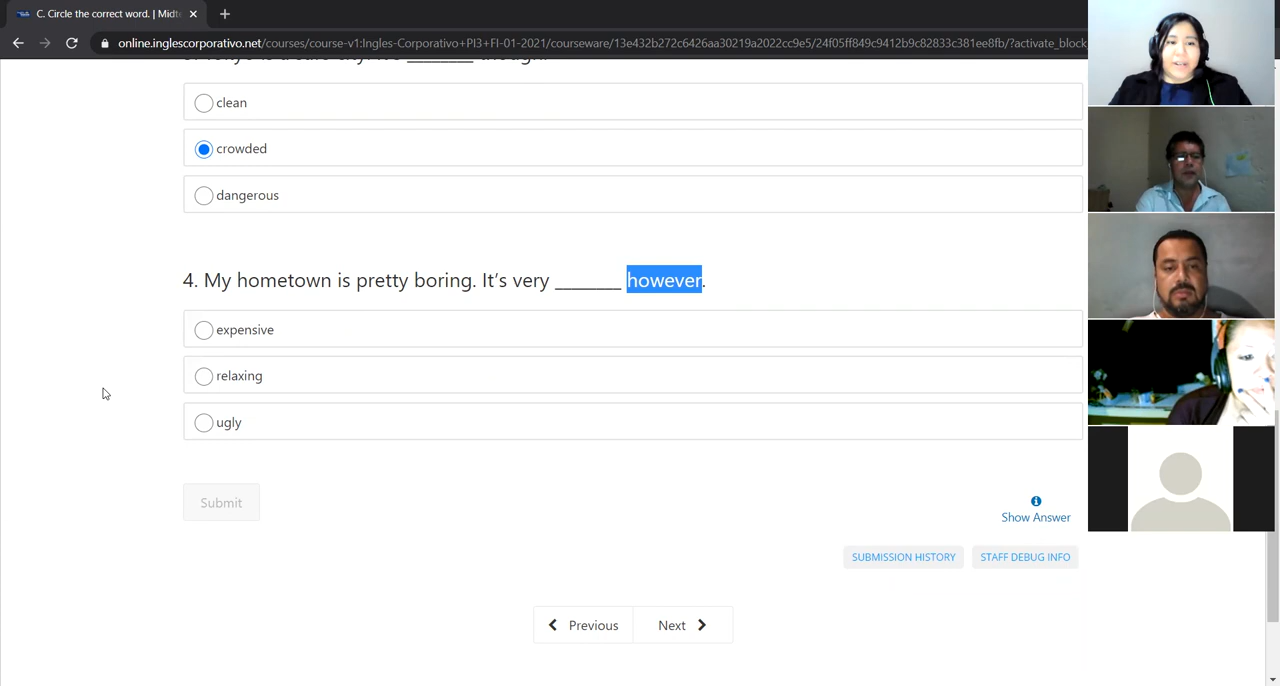 C. Circle the correct word. | Midte
online.inglescorporativo.net/courses/course-v1:Ingles-Corporativo+PI3+FI-01-2021/courseware/13e432b272c6426aa30219a2022cc9e5/24f05ff849c9412b9c82833c381ee8fb/?activate_block
clean
crowded
dangerous
4. My hometown is pretty boring. It’s very ________ however.
expensive
relaxing
ugly
Submit
Show Answer
SUBMISSION HISTORY
STAFF DEBUG INFO
Previous
Next